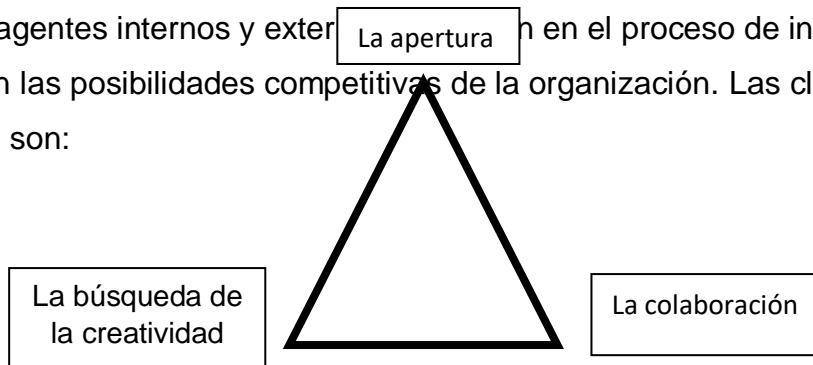 agentes internos y exter
La apertura
n en el proceso de in
n las posibilidades competitivas de la organización. Las cl
son:
La búsqueda de
la creatividad
La colaboración